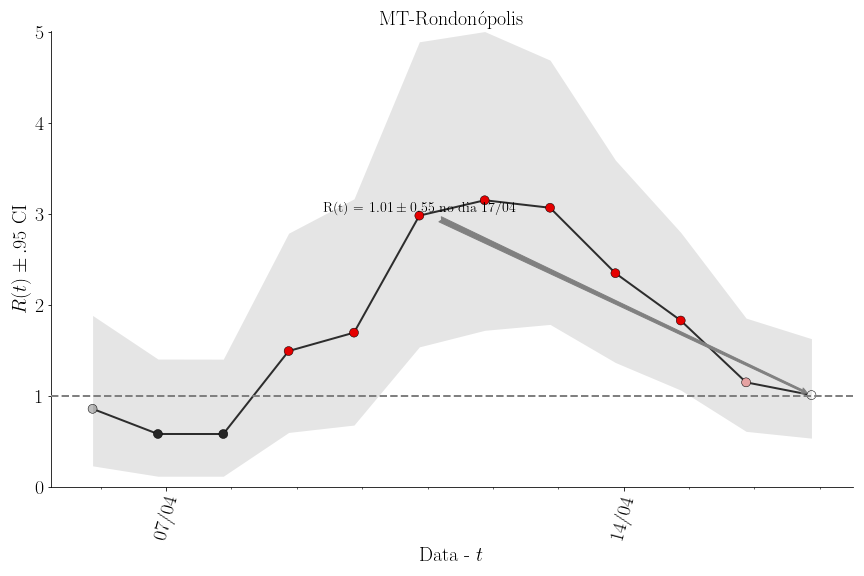 MT-Rondonópolis
5
4
3
2
1
0
R(t) ± .95 CI
R(t) = 1.01 ± 0.55 no dia 17/04
07/04
14/04
Data - t